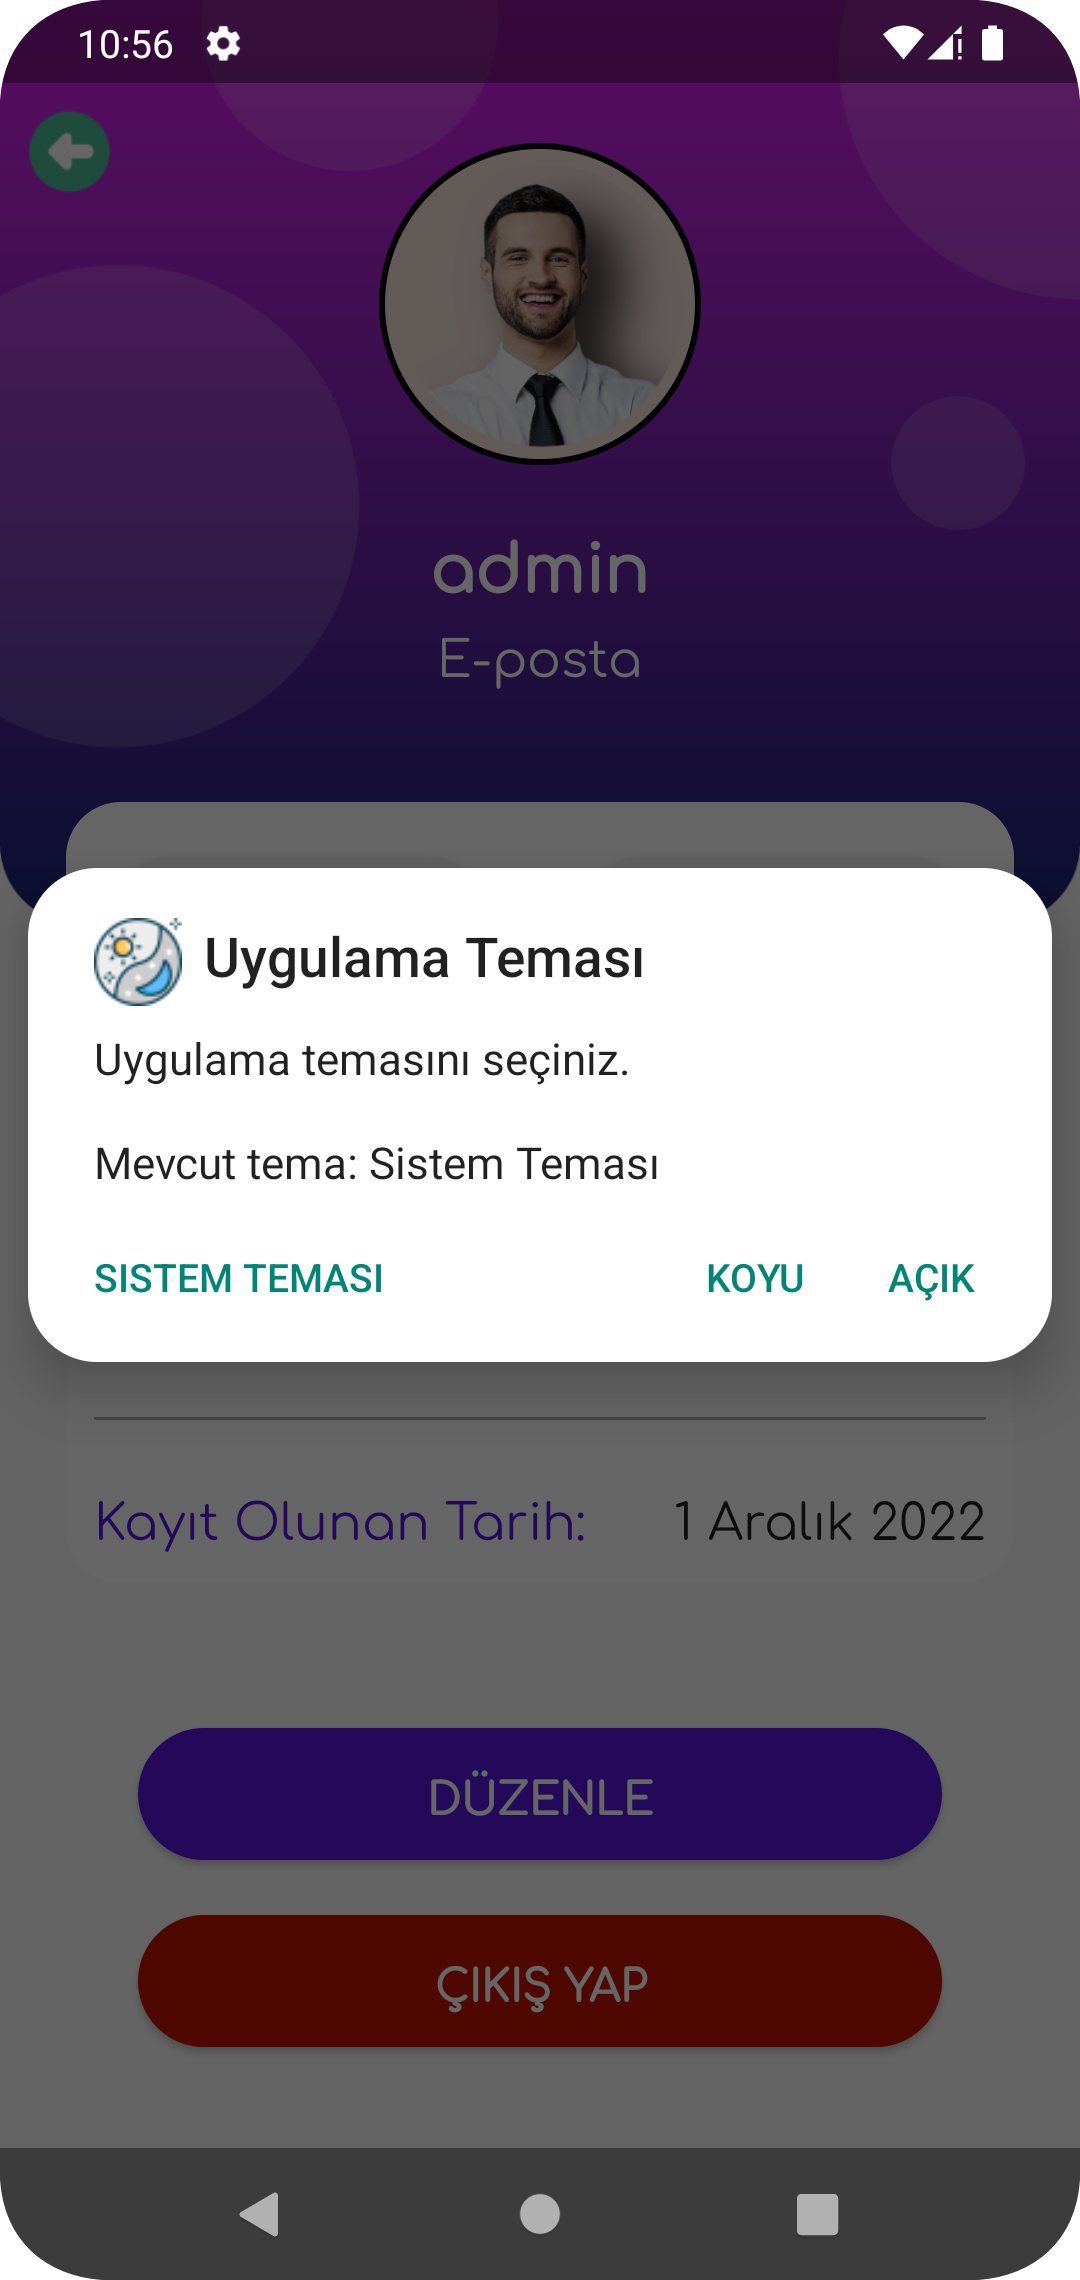 10:56
admin
E-posta
Uygulama Teması
Uygulama temasını seçiniz.
Mevcut tema: Sistem Teması
SISTEM TEMASI KOYU AÇIK
Kayıt Olunan Tarih: 1 Aralık 2022
DÜZENLE
ÇIKIŞ YAP